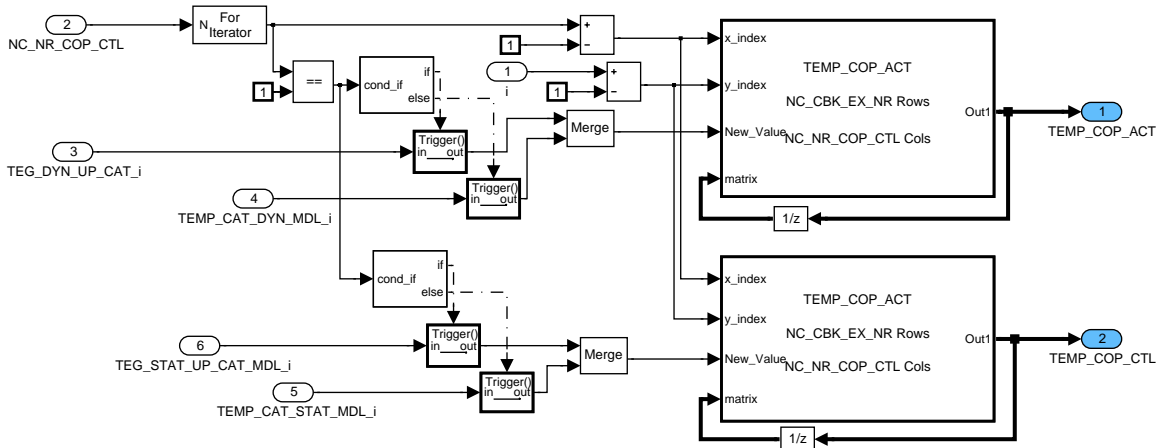 2
NC_NR_COP_CTL
N
For
Iterator
1
+
−
1
==
cond_if
if
else
1
i
1
+
−
3
TEG_DYN_UP_CAT_i
Trigger()
in
out
Merge
4
TEMP_CAT_DYN_MDL_i
Trigger()
in
out
x_index
y_index
New_Value
matrix
TEMP_COP_ACT
NC_CBK_EX_NR Rows
NC_NR_COP_CTL Cols
Out1
1
TEMP_COP_ACT
1/z
cond_if
if
else
6
TEG_STAT_UP_CAT_MDL_i
Trigger()
in
out
Merge
5
TEMP_CAT_STAT_MDL_i
Trigger()
in
out
x_index
y_index
New_Value
matrix
TEMP_COP_ACT
NC_CBK_EX_NR Rows
NC_NR_COP_CTL Cols
Out1
2
TEMP_COP_CTL
1/z